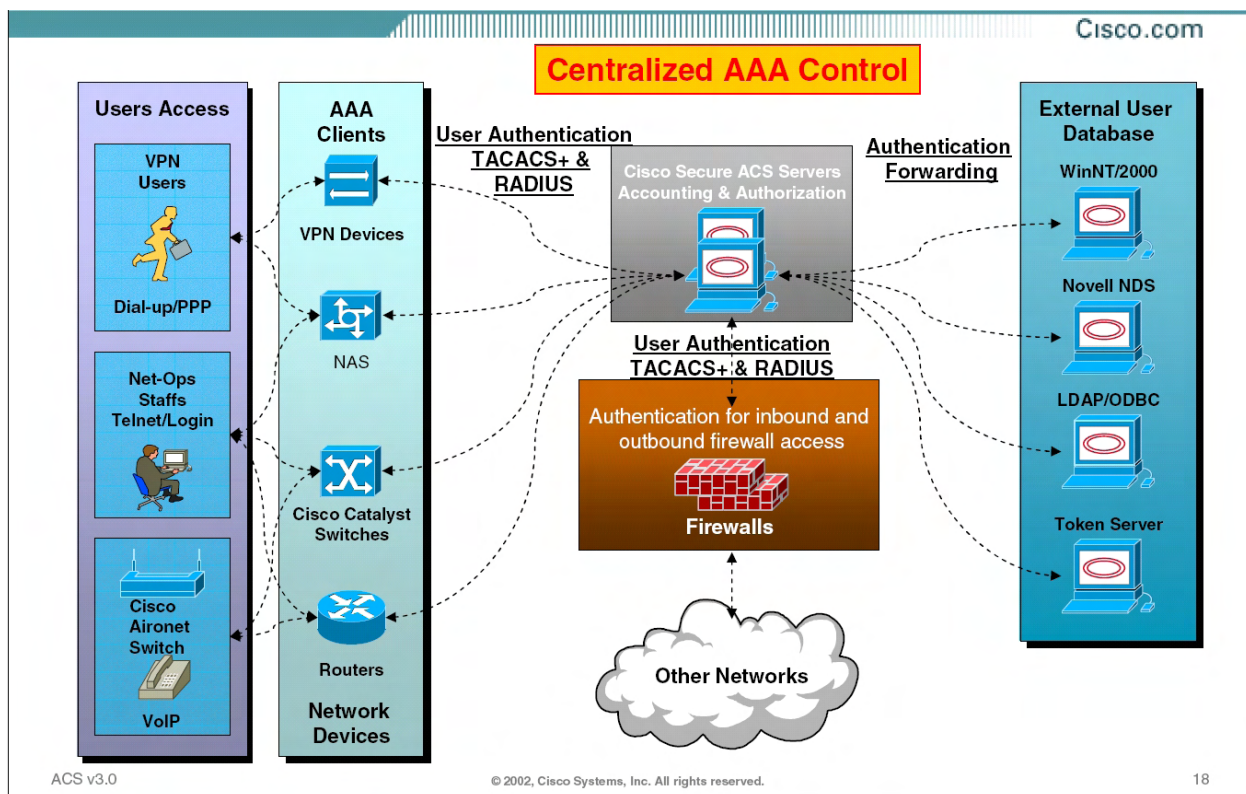 Cisco.com
Centralized AAA Control
Users Access
VPN
Users
Dial-up/PPP
Net-Ops
Staffs
Telnet/Login
Cisco
Aironet
Switch
VoIP
AAA
Clients
VPN Devices
NAS
Cisco Catalyst
Switches
Routers
Network
Devices
User Authentication
TACACS+ &
RADIUS
Cisco Secure ACS Servers
Accounting & Authorization
User Authentication
TACACS+ & RADIUS
Authentication for inbound and
outbound firewall access
Firewalls
Other Networks
Authentication
Forwarding
External User
Database
WinNT/2000
Novell NDS
LDAP/ODBC
Token Server
ACS v3.0
© 2002, Cisco Systems, Inc. All rights reserved.
18